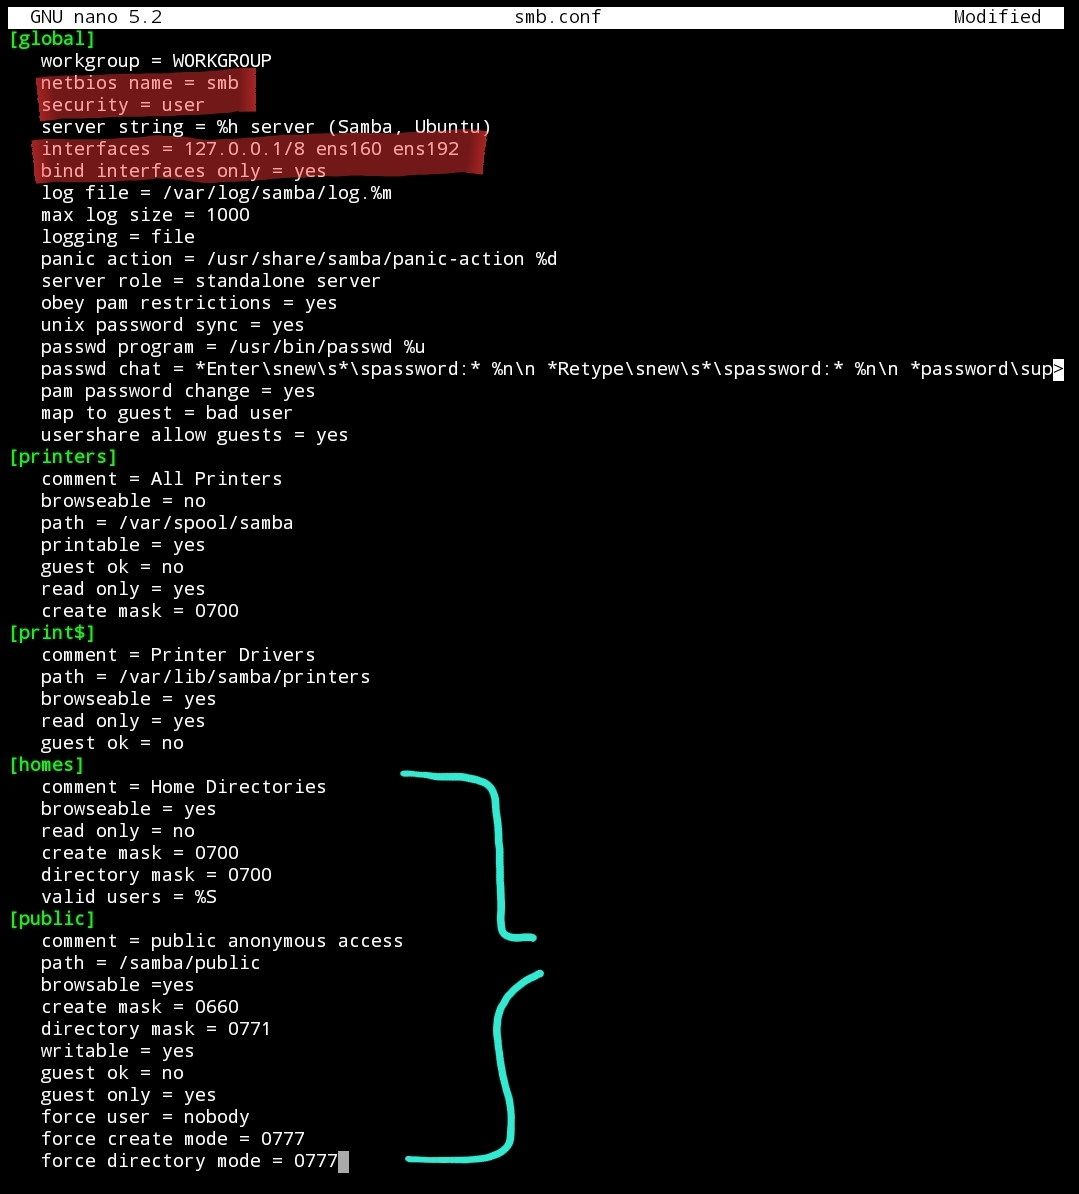 GNU nano 5.2 smb.conf Modified
[global]
workgroup = WORKGROUP
netbios name = smb
security = user
server string = %h server (Samba, Ubuntu)
interfaces = 127.0.0.1/8 ens160 ens192
bind interfaces only = yes
log file = /var/log/samba/log.%m
max log size = 1000
logging = file
panic action = /usr/share/samba/panic-action %d
server role = standalone server
obey pam restrictions = yes
unix password sync = yes
passwd program = /usr/bin/passwd %u
passwd chat = *Enter\snew\s*\spassword:* %n\n *Retype\snew\s*\spassword:* %n\n *password\sup>
pam password change = yes
map to guest = bad user
usershare allow guests = yes
[printers]
comment = All Printers
browseable = no
path = /var/spool/samba
printable = yes
guest ok = no
read only = yes
create mask = 0700
[print$]
comment = Printer Drivers
path = /var/lib/samba/printers
browseable = yes
read only = yes
guest ok = no
[homes]
comment = Home Directories
browseable = yes
read only = no
create mask = 0700
directory mask = 0700
valid users = %S
[public]
comment = public anonymous access
path = /samba/public
browsable =yes
create mask = 0660
directory mask = 0771
writable = yes
guest ok = no
guest only = yes
force user = nobody
force create mode = 0777
force directory mode = 0777